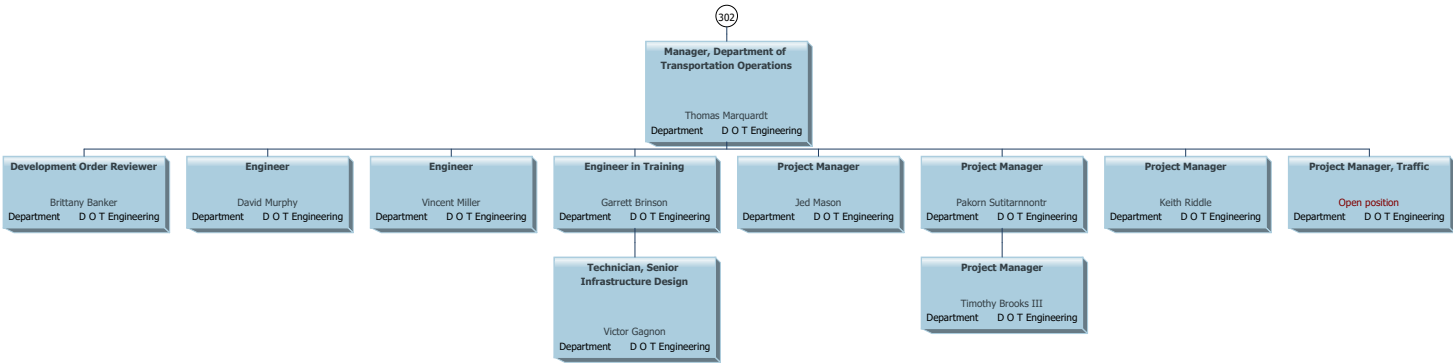 302
Manager, Department of
Transportation Operations
Thomas Marquardt
Department D O T Engineering
Development Order Reviewer
Brittany Banker
Department D O T Engineering
Engineer
David Murphy
Department D O T Engineering
Engineer
Vincent Miller
Department D O T Engineering
Engineer in Training
Garrett Brinson
Department D O T Engineering
Project Manager
Jed Mason
Department D O T Engineering
Project Manager
Pakorn Sutitarnnontr
Department D O T Engineering
Project Manager
Keith Riddle
Department D O T Engineering
Project Manager, Traffic
Open position
Department D O T Engineering
Technician, Senior
Infrastructure Design
Victor Gagnon
Department D O T Engineering
Project Manager
Timothy Brooks III
Department D O T Engineering